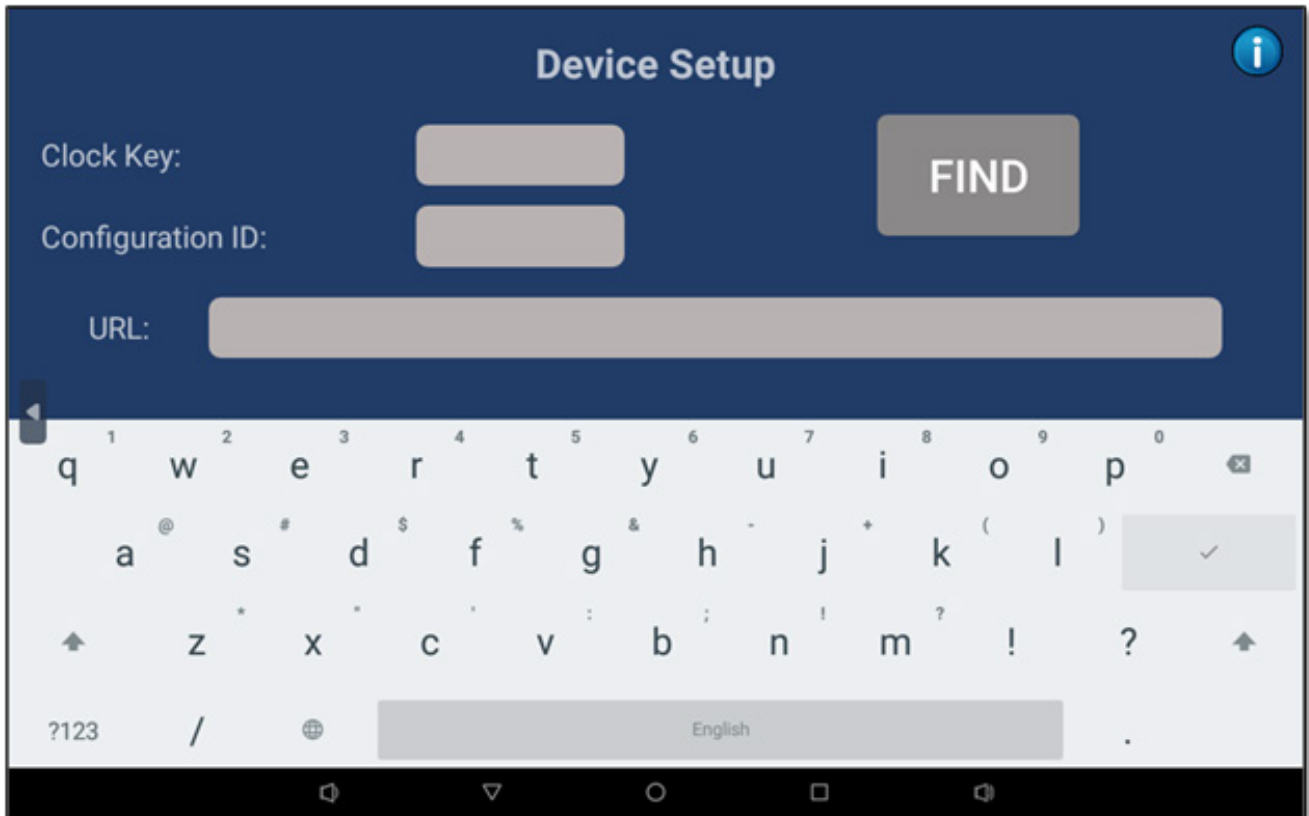 Device Setup
i
Clock Key:
FIND
Configuration ID:
URL:
1 2 3 4 5 6 7 8 9 0
q w e r t y u i o p
@ # $ % & - + ( )
a s d f g h j k l
* " ' : ; ! ?
z x c v b n m ! ?
?123 / English .